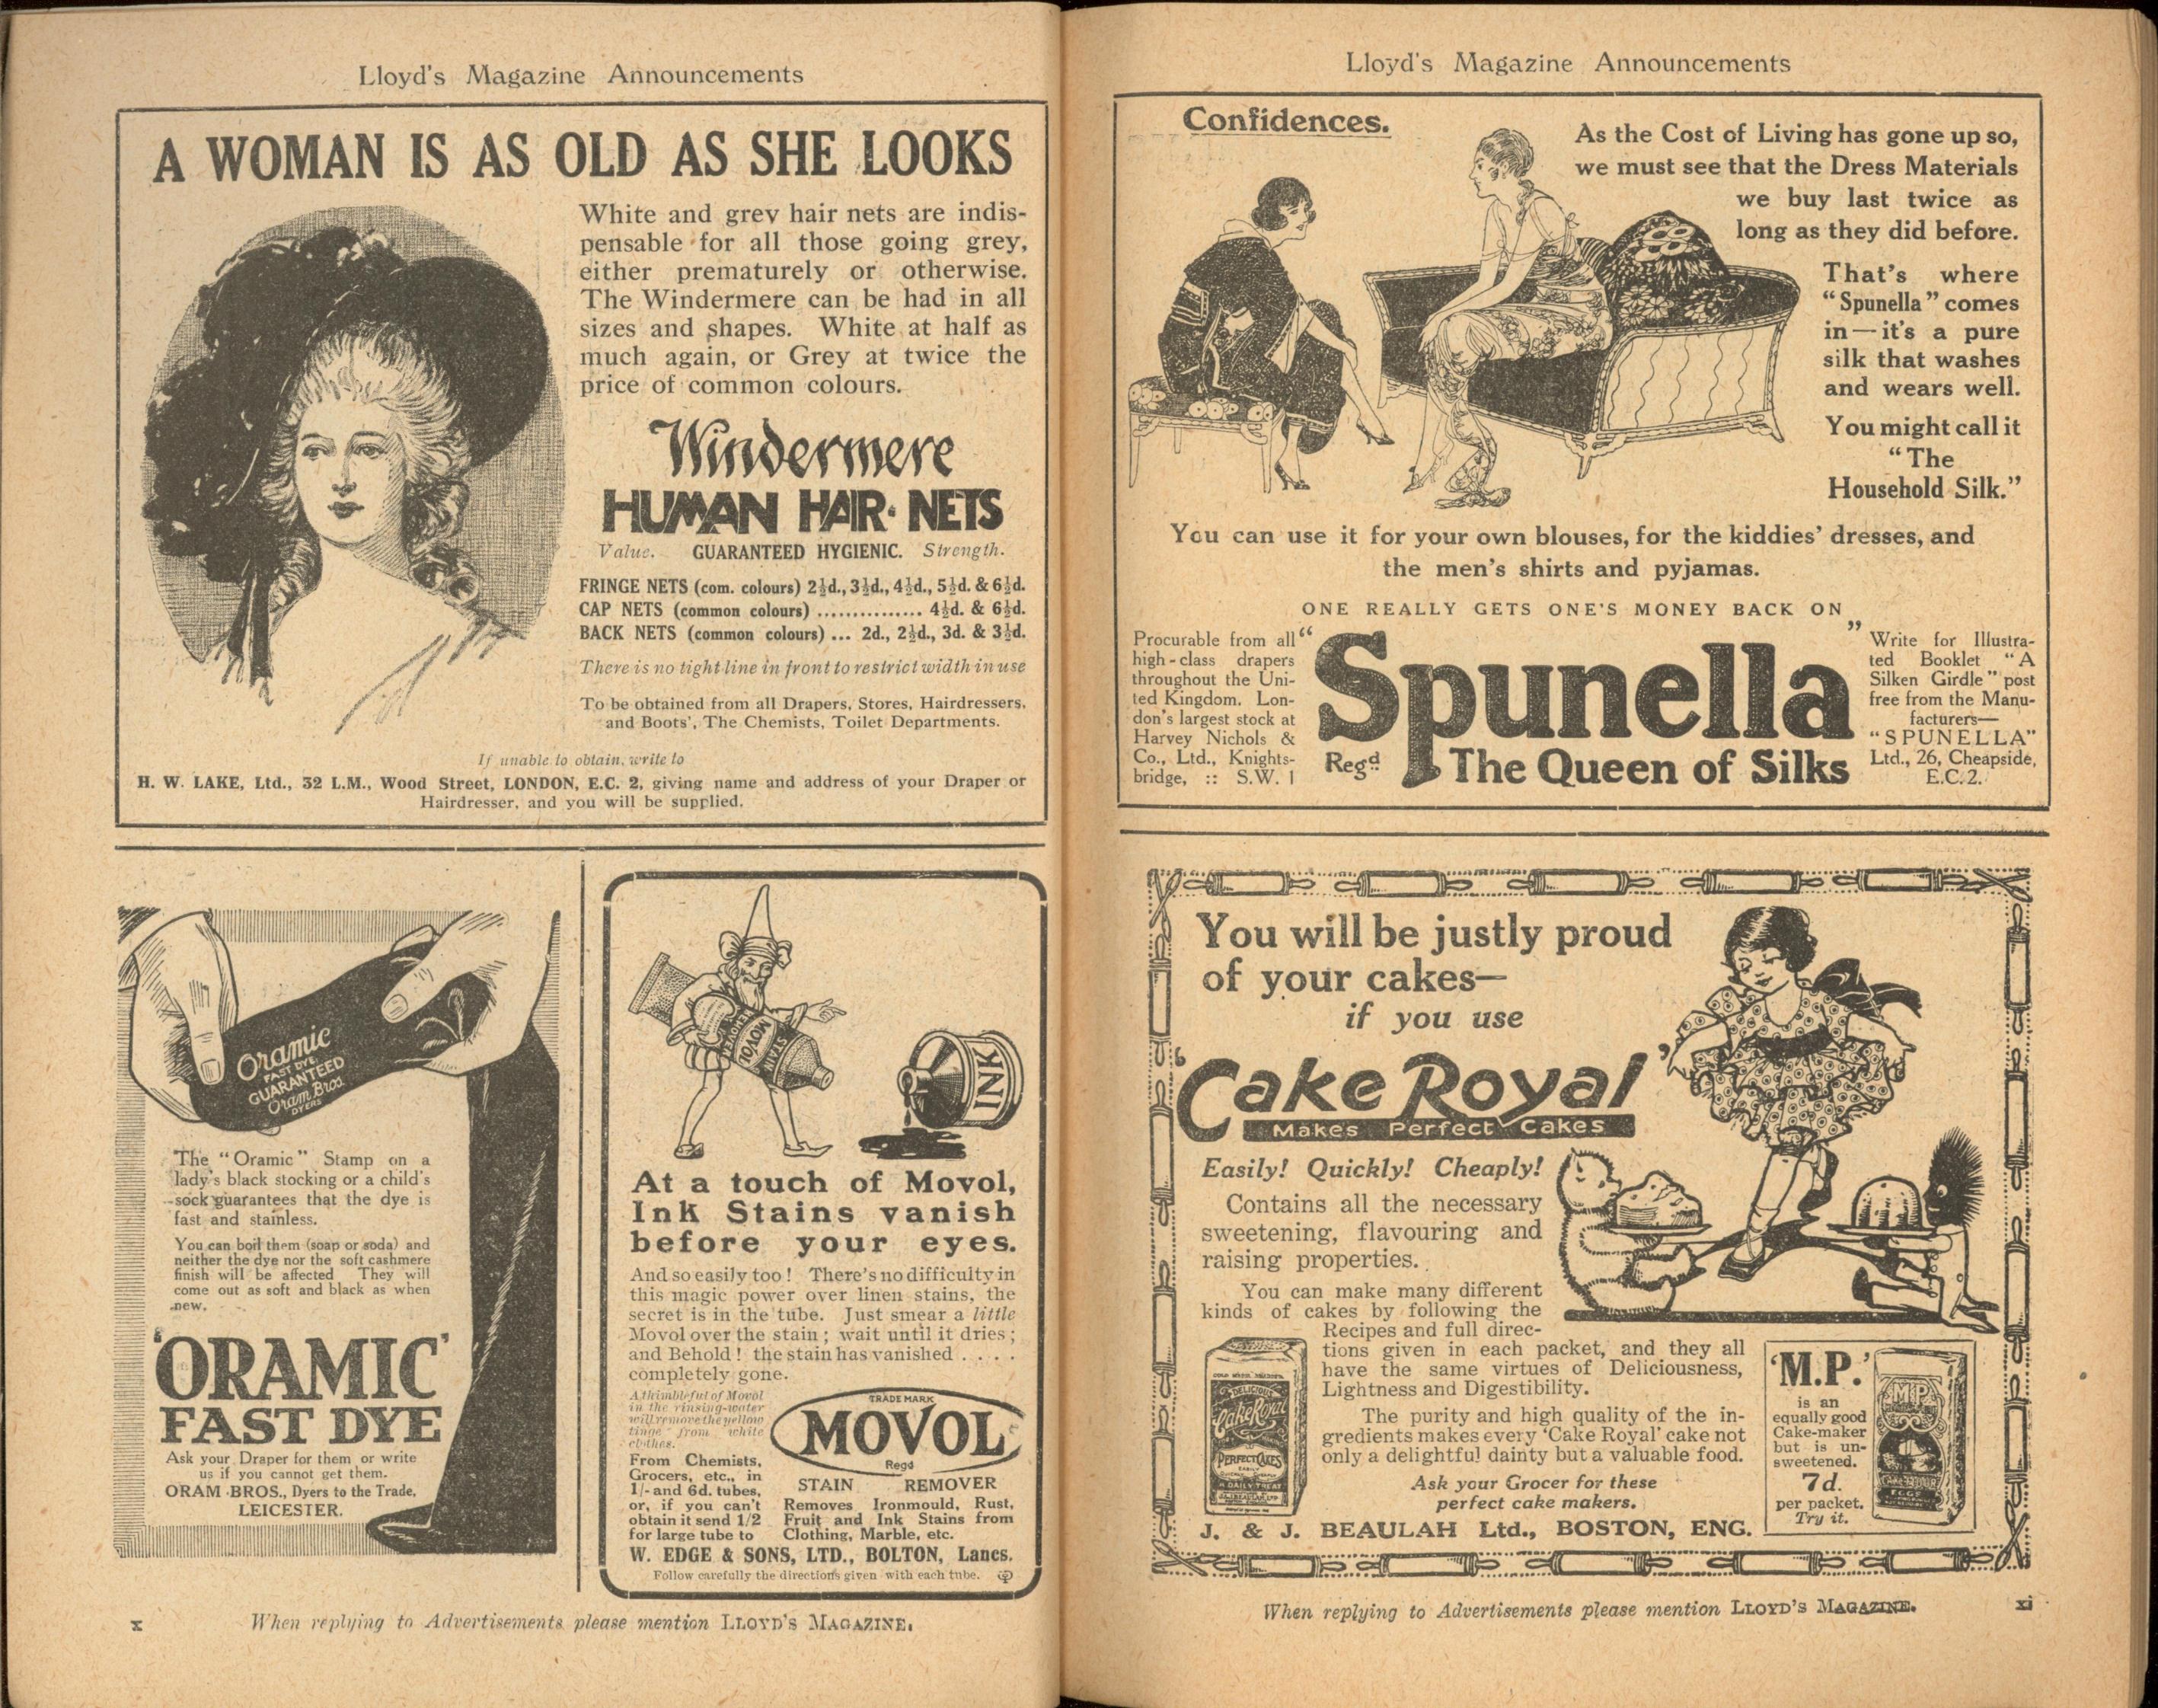 Lloyd's Magazine Announcements
A WOMAN IS AS OLD AS SHE LOOKS
White and grey hair nets are indis-
pensable for all those going grey,
either prematurely or otherwise.
The Windermere can be had in all
sizes and shapes. White at half as
much again, or Grey at twice the
price of common colours.
Windermere
HUMAN HAIR·NETS
Value. GUARANTEED HYGIENIC. Strength.
FRINGE NETS (com. colours) 2½d., 3½d., 4½d., 5½d. & 6½d.
CAP NETS (common colours) ............... 4½d. & 6½d.
BACK NETS (common colours) ... 2d., 2½d., 3d. & 3½d.
There is no tight line in front to restrict width in use
To be obtained from all Drapers, Stores, Hairdressers,
and Boots', The Chemists, Toilet Departments.
If unable to obtain, write to
H. W. LAKE, Ltd., 32 L.M., Wood Street, LONDON, E.C. 2, giving name and address of your Draper or
Hairdresser, and you will be supplied.
Oramic
FAST DYE
GUARANTEED
Oram Bros.
DYERS
The "Oramic" Stamp on a
lady's black stocking or a child's
sock guarantees that the dye is
fast and stainless.
You can boil them (soap or soda) and
neither the dye nor the soft cashmere
finish will be affected They will
come out as soft and black as when
new.
'ORAMIC'
FAST DYE
Ask your Draper for them or write
us if you cannot get them.
ORAM BROS., Dyers to the Trade,
LEICESTER.
MOVOL
INK
At a touch of Movol,
Ink Stains vanish
before your eyes.
And so easily too! There's no difficulty in
this magic power over linen stains, the
secret is in the tube. Just smear a little
Movol over the stain; wait until it dries;
and Behold! the stain has vanished . . . .
completely gone.
A thimbleful of Movol
in the rinsing-water
will remove the yellow
tinge from white
clothes.
From Chemists,
Grocers, etc., in
1/- and 6d. tubes,
or, if you can't
obtain it send 1/2
for large tube to
TRADE MARK
MOVOL
Regd
STAIN REMOVER
Removes Ironmould, Rust,
Fruit and Ink Stains from
Clothing, Marble, etc.
W. EDGE & SONS, LTD., BOLTON, Lancs.
Follow carefully the directions given with each tube.
x
When replying to Advertisements please mention LLOYD'S MAGAZINE.
Lloyd's Magazine Announcements
Confidences.
As the Cost of Living has gone up so,
we must see that the Dress Materials
we buy last twice as
long as they did before.
That's where
"Spunella" comes
in—it's a pure
silk that washes
and wears well.
You might call it
"The
Household Silk."
You can use it for your own blouses, for the kiddies' dresses, and
the men's shirts and pyjamas.
ONE REALLY GETS ONE'S MONEY BACK ON
Procurable from all
high-class drapers
throughout the Uni-
ted Kingdom. Lon-
don's largest stock at
Harvey Nichols &
Co., Ltd., Knights-
bridge, :: S.W. 1
"Spunella"
Regd The Queen of Silks
Write for Illustra-
ted Booklet "A
Silken Girdle" post
free from the Manu-
facturers—
"SPUNELLA"
Ltd., 26, Cheapside,
E.C.2.
You will be justly proud
of your cakes—
if you use
'Cake Royal'
Makes Perfect Cakes
Easily! Quickly! Cheaply!
Contains all the necessary
sweetening, flavouring and
raising properties.
You can make many different
kinds of cakes by following the
Recipes and full direc-
tions given in each packet, and they all
have the same virtues of Deliciousness,
Lightness and Digestibility.
The purity and high quality of the in-
gredients makes every 'Cake Royal' cake not
only a delightful dainty but a valuable food.
Ask your Grocer for these
perfect cake makers.
J. & J. BEAULAH Ltd., BOSTON, ENG.
DELICIOUS
Cake Royal
PERFECT CAKES
A DAILY TREAT
'M.P.'
is an
equally good
Cake-maker
but is un-
sweetened.
7d.
per packet.
Try it.
M.P.
When replying to Advertisements please mention LLOYD'S MAGAZINE.
xi